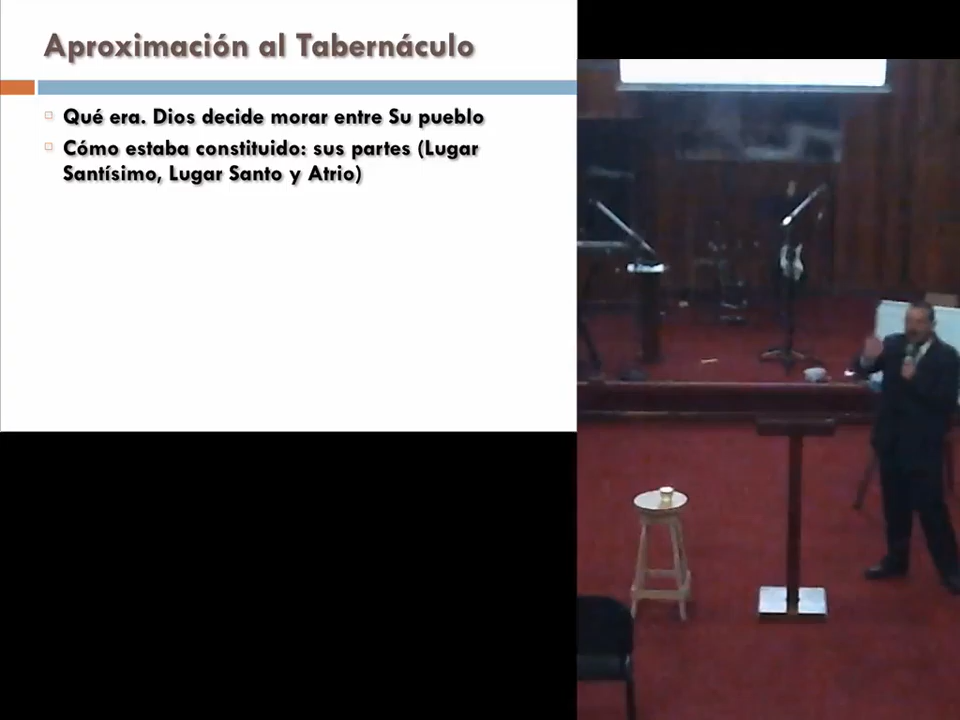 Aproximación al Tabernáculo
Qué era. Dios decide morar entre Su pueblo
Cómo estaba constituido: sus partes (Lugar
Santísimo, Lugar Santo y Atrio)